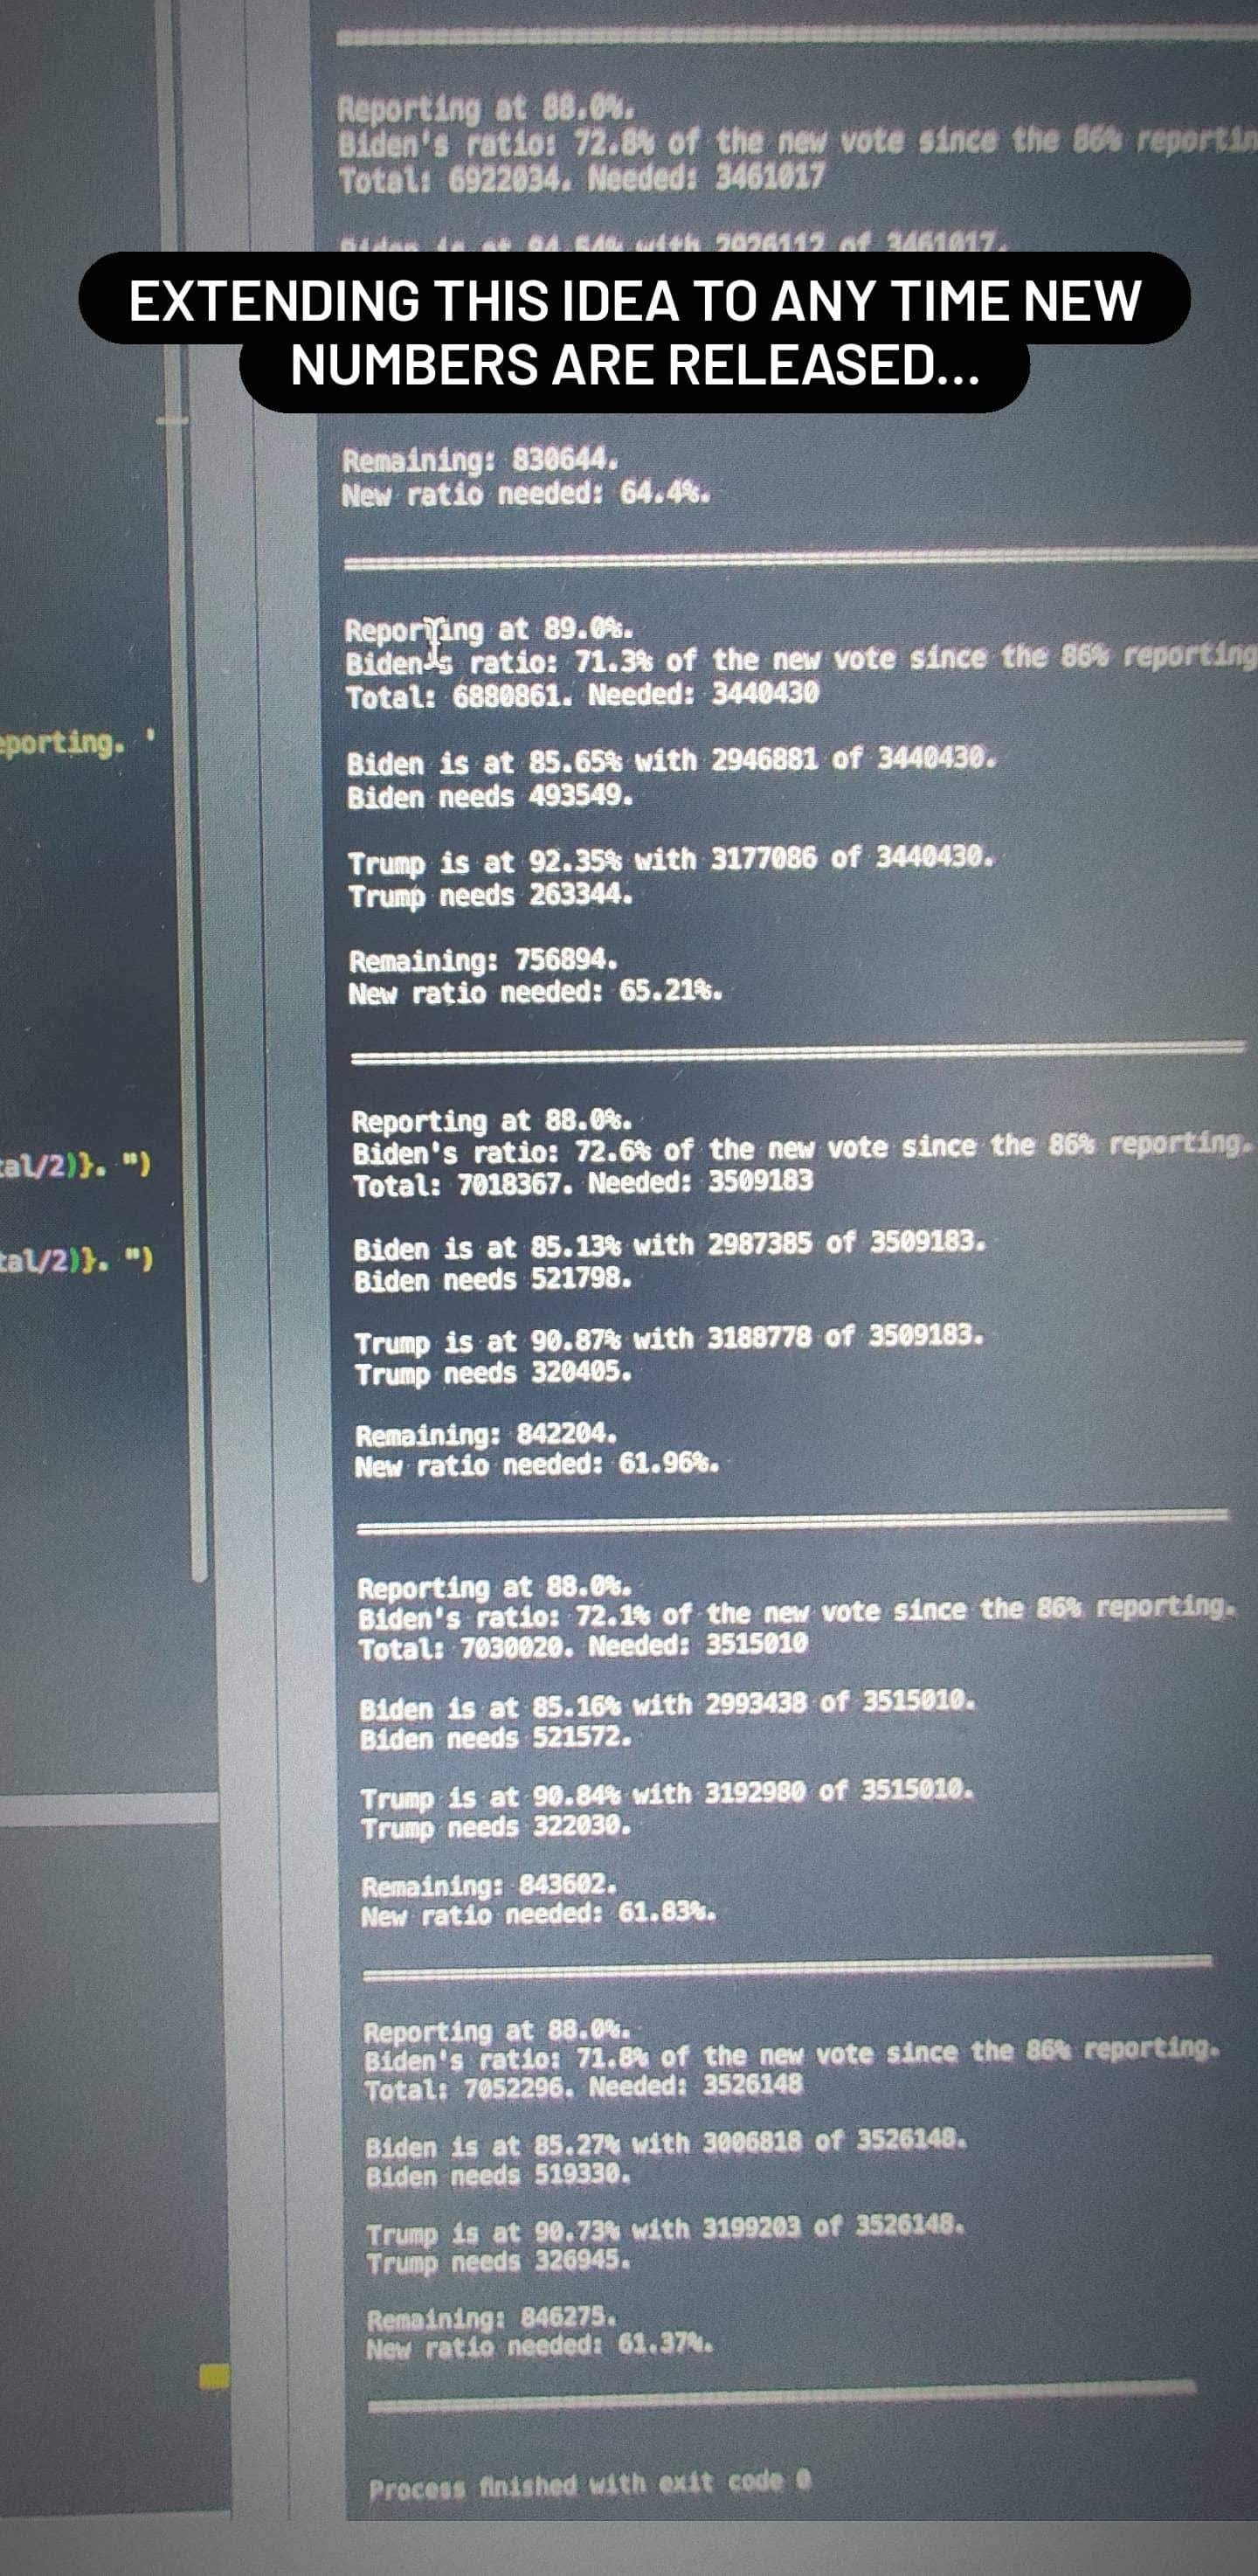 Reporting at 88.0%.
Biden's ratio: 72.8% of the new vote since the 86% reportin
Total: 6922034. Needed: 3461017
Biden is at 84.54% with 2926112 of 3461017.
EXTENDING THIS IDEA TO ANY TIME NEW
NUMBERS ARE RELEASED...
Remaining: 830644.
New ratio needed: 64.4%.
Reporting at 89.0%.
Biden's ratio: 71.3% of the new vote since the 86% reporting
Total: 6880861. Needed: 3440430
eporting. '
Biden is at 85.65% with 2946881 of 3440430.
Biden needs 493549.
Trump is at 92.35% with 3177086 of 3440430.
Trump needs 263344.
Remaining: 756894.
New ratio needed: 65.21%.
Reporting at 88.0%.
Biden's ratio: 72.6% of the new vote since the 86% reporting.
Total: 7018367. Needed: 3509183
tal/2)}. ")
Biden is at 85.13% with 2987385 of 3509183.
Biden needs 521798.
tal/2)}. ")
Trump is at 90.87% with 3188778 of 3509183.
Trump needs 320405.
Remaining: 842204.
New ratio needed: 61.96%.
Reporting at 88.0%.
Biden's ratio: 72.1% of the new vote since the 86% reporting.
Total: 7030020. Needed: 3515010
Biden is at 85.16% with 2993438 of 3515010.
Biden needs 521572.
Trump is at 90.84% with 3192980 of 3515010.
Trump needs 322030.
Remaining: 843602.
New ratio needed: 61.83%.
Reporting at 88.0%.
Biden's ratio: 71.8% of the new vote since the 86% reporting.
Total: 7052296. Needed: 3526148
Biden is at 85.27% with 3006818 of 3526148.
Biden needs 519330.
Trump is at 90.73% with 3199203 of 3526148.
Trump needs 326945.
Remaining: 846275.
New ratio needed: 61.37%.
Process finished with exit code 0